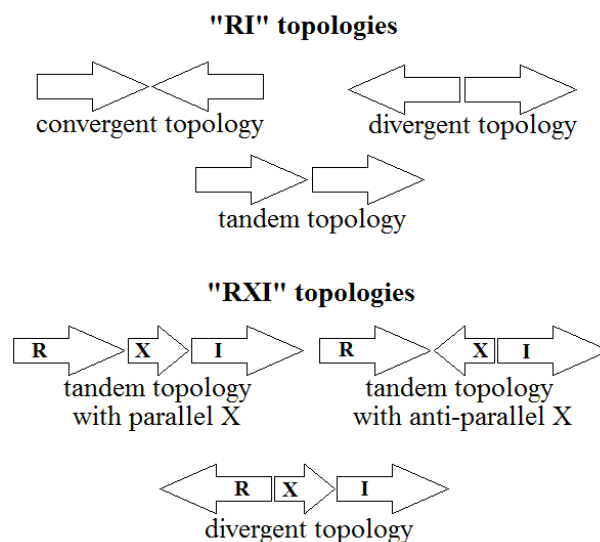 "RI" topologies
convergent topology
divergent topology
tandem topology
"RXI" topologies
R X I
R X I
tandem topology
with parallel X
tandem topology
with anti-parallel X
R X I
divergent topology